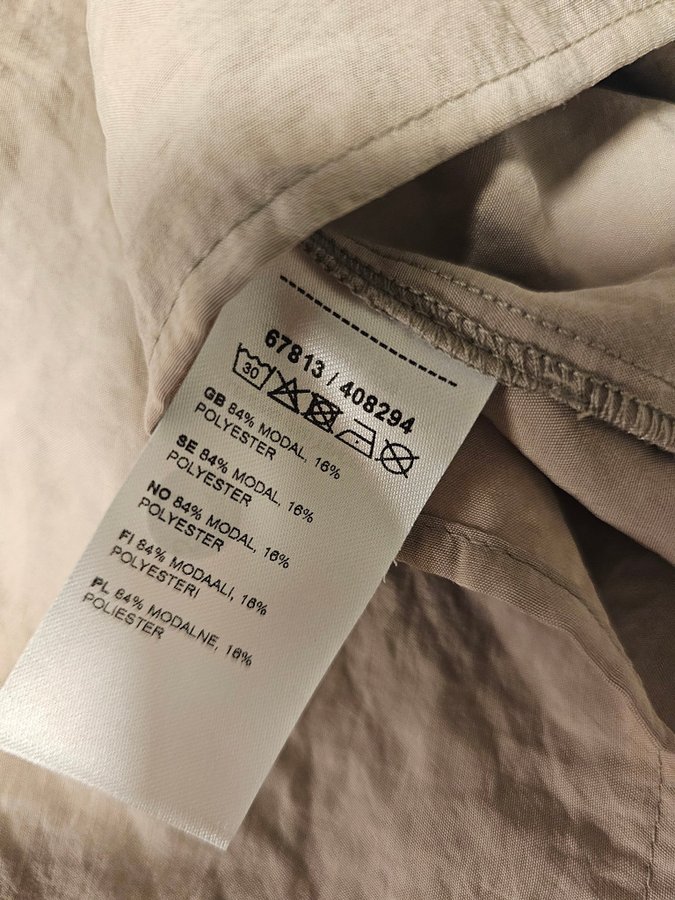 67813 / 408294
30
GB 84% MODAL, 16%
POLYESTER
SE 84% MODAL, 16%
POLYESTER
NO 84% MODAL, 16%
POLYESTER
FI 84% MODAALI, 16%
POLYESTERI
PL 84% MODALNE, 16%
POLIESTER